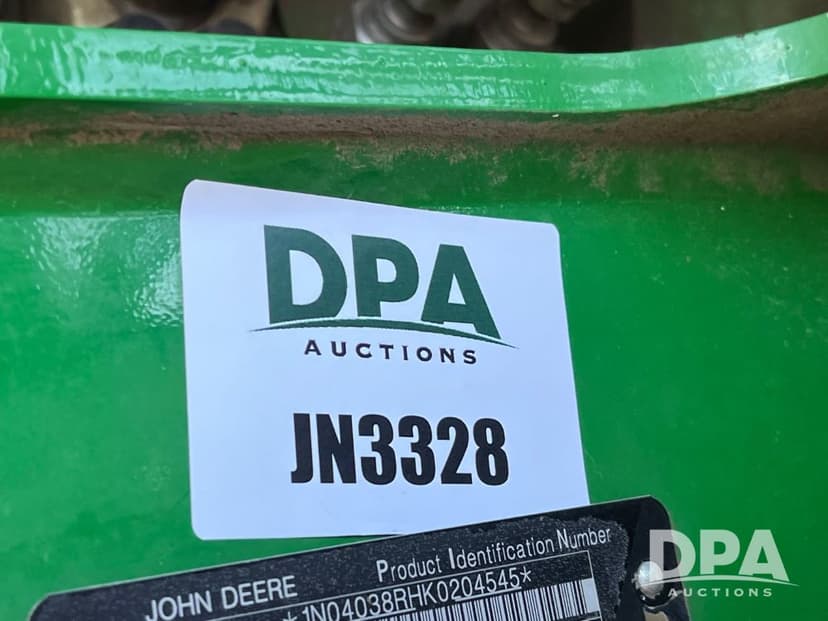 DPA
AUCTIONS
JN3328
Product Identification Number
JOHN DEERE
*1N04038RHK0204545*
DPA
AUCTIONS